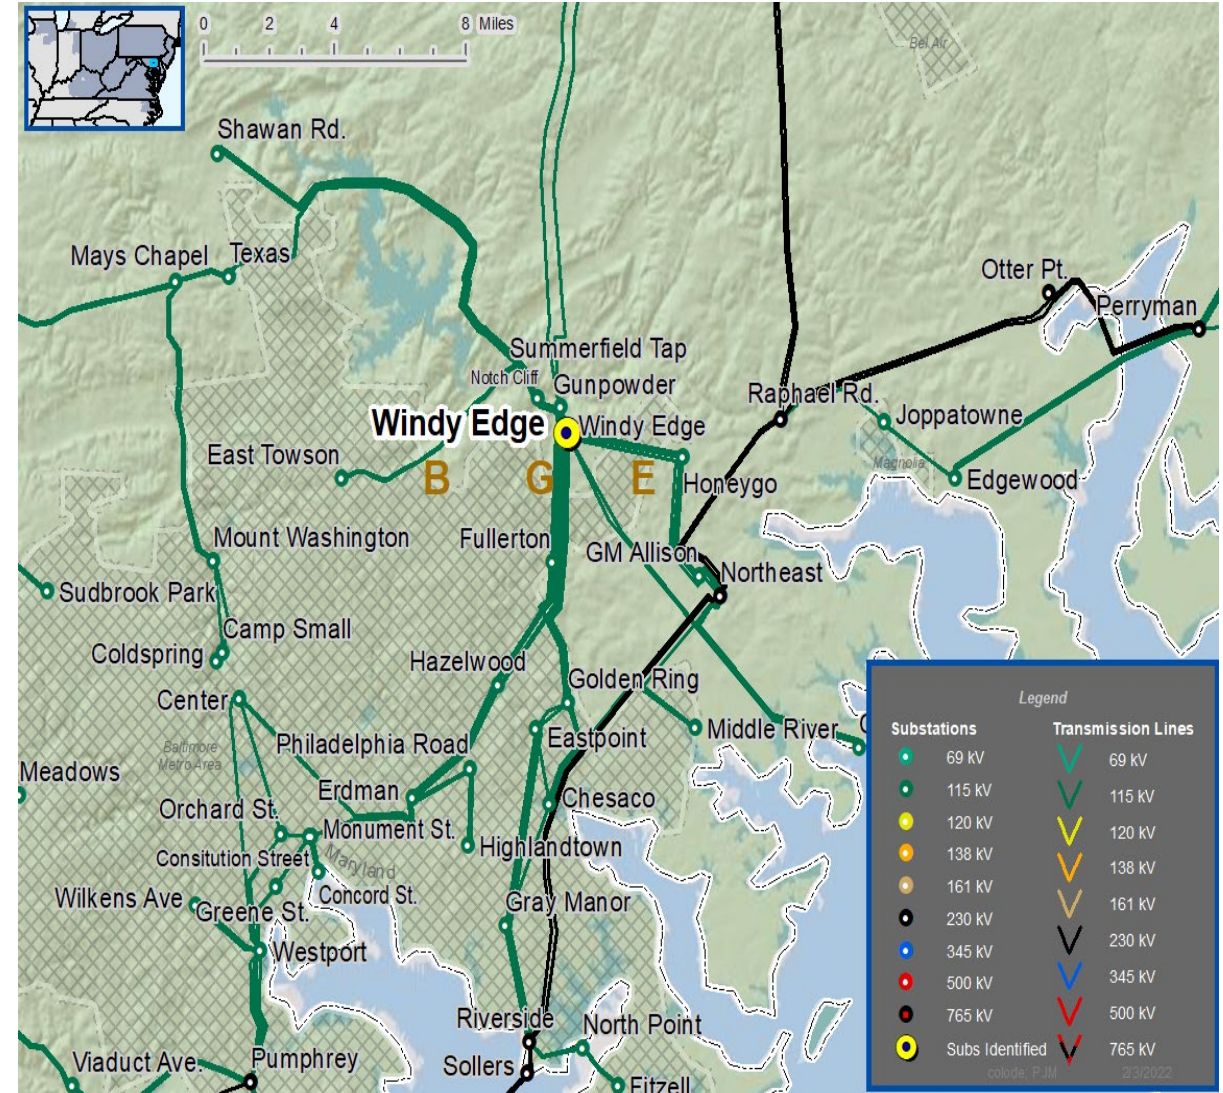 0 2 4 8 Miles
Bel Air
Shawan Rd.
Mays Chapel
Texas
Otter Pt.
Perryman
Summerfield Tap
Notch Cliff
Gunpowder
Raphael Rd.
Windy Edge
Windy Edge
Joppatowne
East Towson
B G E
Magnolia
Honeygo
Edgewood
Mount Washington
Fullerton
GM Allison
Northeast
Sudbrook Park
Camp Small
Coldspring
Hazelwood
Center
Golden Ring
Philadelphia Road
Eastpoint
Middle River
Baltimore
Metro Area
Meadows
Erdman
Chesaco
Orchard St.
Monument St.
Consitution Street
Maryland
Highlandtown
Wilkens Ave
Greene St.
Concord St.
Gray Manor
Westport
Riverside
North Point
Sollers
Viaduct Ave.
Pumphrey
Fitzell
Legend
Substations Transmission Lines
69 kV 69 kV
115 kV 115 kV
120 kV 120 kV
138 kV 138 kV
161 kV 161 kV
230 kV 230 kV
345 kV 345 kV
500 kV 500 kV
765 kV 765 kV
Subs Identified
colode; PJM 2/3/2022